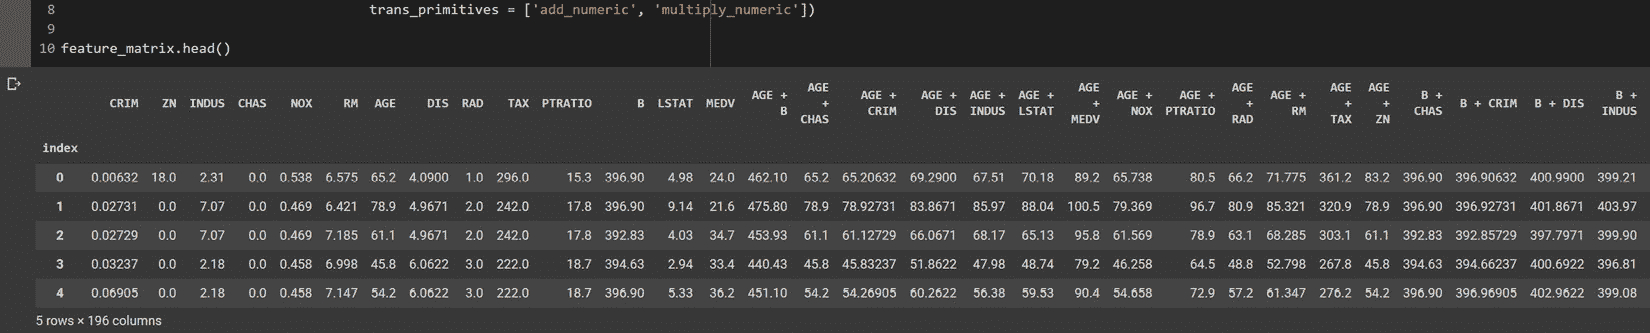 8 trans_primitives = ['add_numeric', 'multiply_numeric'])
9
10 feature_matrix.head()
CRIM ZN INDUS CHAS NOX RM AGE DIS RAD TAX PTRATIO B LSTAT MEDV AGE + B AGE + CHAS AGE + CRIM AGE + DIS AGE + INDUS AGE + LSTAT AGE + MEDV AGE + NOX AGE + PTRATIO AGE + RAD AGE + RM AGE + TAX AGE + ZN B + CHAS B + CRIM B + DIS B + INDUS
index
0 0.00632 18.0 2.31 0.0 0.538 6.575 65.2 4.0900 1.0 296.0 15.3 396.90 4.98 24.0 462.10 65.2 65.20632 69.2900 67.51 70.18 89.2 65.738 80.5 66.2 71.775 361.2 83.2 396.90 396.90632 400.9900 399.21
1 0.02731 0.0 7.07 0.0 0.469 6.421 78.9 4.9671 2.0 242.0 17.8 396.90 9.14 21.6 475.80 78.9 78.92731 83.8671 85.97 88.04 100.5 79.369 96.7 80.9 85.321 320.9 78.9 396.90 396.92731 401.8671 403.97
2 0.02729 0.0 7.07 0.0 0.469 7.185 61.1 4.9671 2.0 242.0 17.8 392.83 4.03 34.7 453.93 61.1 61.12729 66.0671 68.17 65.13 95.8 61.569 78.9 63.1 68.285 303.1 61.1 392.83 392.85729 397.7971 399.90
3 0.03237 0.0 2.18 0.0 0.458 6.998 45.8 6.0622 3.0 222.0 18.7 394.63 2.94 33.4 440.43 45.8 45.83237 51.8622 47.98 48.74 79.2 46.258 64.5 48.8 52.798 267.8 45.8 394.63 394.66237 400.6922 396.81
4 0.06905 0.0 2.18 0.0 0.458 7.147 54.2 6.0622 3.0 222.0 18.7 396.90 5.33 36.2 451.10 54.2 54.26905 60.2622 56.38 59.53 90.4 54.658 72.9 57.2 61.347 276.2 54.2 396.90 396.96905 402.9622 399.08
5 rows × 196 columns